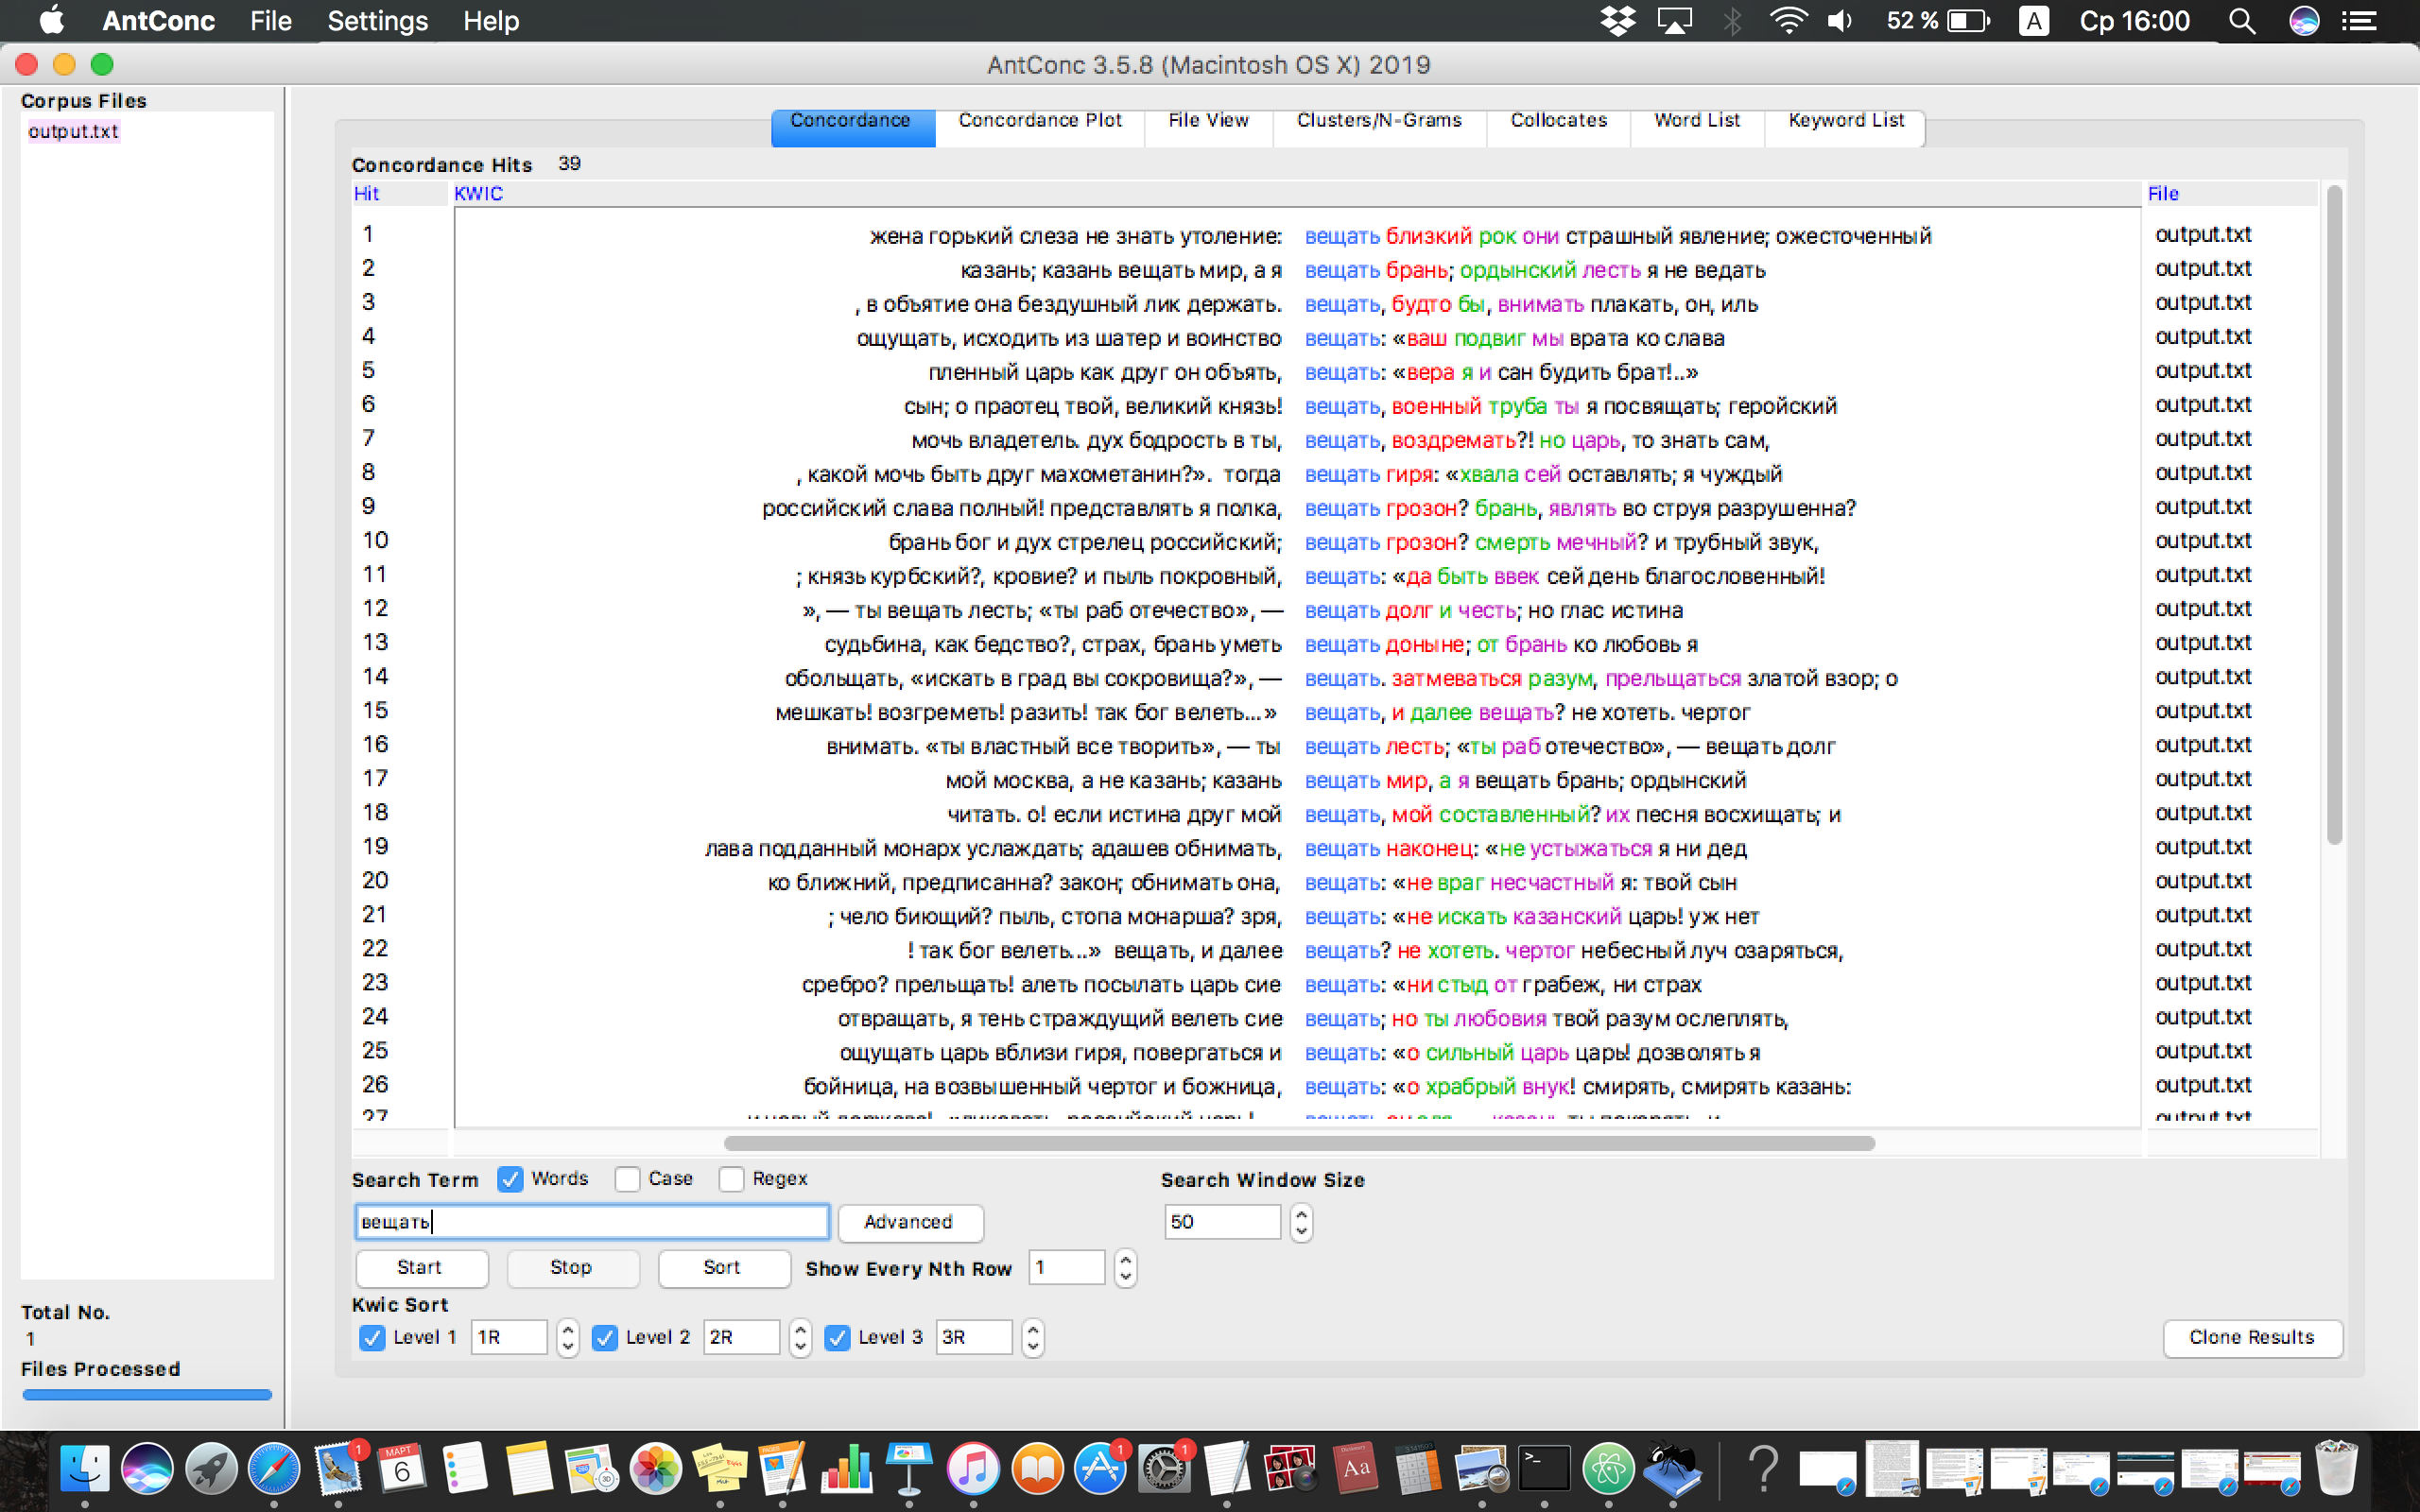 AntConc File Settings Help 52 % A Ср 16:00
AntConc 3.5.8 (Macintosh OS X) 2019
Corpus Files
output.txt
Concordance Concordance Plot File View Clusters/N-Grams Collocates Word List Keyword List
Concordance Hits 39
Hit KWIC File
1 жена горький слеза не знать утоление: вещать близкий рок они страшный явление; ожесточенный output.txt
2 казань; казань вещать мир, а я вещать брань; ордынский лесть я не ведать output.txt
3 , в объятие она бездушный лик держать. вещать, будто бы, внимать плакать, он, иль output.txt
4 ощущать, исходить из шатер и воинство вещать: «ваш подвиг мы врата ко слава output.txt
5 пленный царь как друг он объять, вещать: «вера я и сан будить брат!..» output.txt
6 сын; о праотец твой, великий князь! вещать, военный труба ты я посвящать; геройский output.txt
7 мочь владетель. дух бодрость в ты, вещать, воздремать?! но царь, то знать сам, output.txt
8 , какой мочь быть друг махометанин?». тогда вещать гиря: «хвала сей оставлять; я чуждый output.txt
9 российский слава полный! представлять я полка, вещать грозон? брань, являть во струя разрушенна? output.txt
10 брань бог и дух стрелец российский; вещать грозон? смерть мечный? и трубный звук, output.txt
11 ; князь курбский?, кровие? и пыль покровный, вещать: «да быть ввек сей день благословенный! output.txt
12 », — ты вещать лесть; «ты раб отечество», — вещать долг и честь; но глас истина output.txt
13 судьбина, как бедство?, страх, брань уметь вещать доныне; от брань ко любовь я output.txt
14 обольщать, «искать в град вы сокровища?», — вещать. затмеваться разум, прельщаться златой взор; о output.txt
15 мешкать! возгреметь! разить! так бог велеть...» вещать, и далее вещать? не хотеть. чертог output.txt
16 внимать. «ты властный все творить», — ты вещать лесть; «ты раб отечество», — вещать долг output.txt
17 мой москва, а не казань; казань вещать мир, а я вещать брань; ордынский output.txt
18 читать. о! если истина друг мой вещать, мой составленный? их песня восхищать; и output.txt
19 лава подданный монарх услаждать; адашев обнимать, вещать наконец: «не устыжаться я ни дед output.txt
20 ко ближний, предписанна? закон; обнимать она, вещать: «не враг несчастный я: твой сын output.txt
21 ; чело биющий? пыль, стопа монарша? зря, вещать: «не искать казанский царь! уж нет output.txt
22 ! так бог велеть...» вещать, и далее вещать? не хотеть. чертог небесный луч озаряться, output.txt
23 сребро? прельщать! алеть посылать царь сие вещать: «ни стыд от грабеж, ни страх output.txt
24 отвращать, я тень страждущий велеть сие вещать; но ты любовия твой разум ослеплять, output.txt
25 ощущать царь вблизи гиря, повергаться и вещать: «о сильный царь царь! дозволять я output.txt
26 бойница, на возвышенный чертог и божница, вещать: «о храбрый внук! смирять, смирять казань: output.txt
27 output.txt
Search Term Words Case Regex Search Window Size
вещать Advanced 50
Start Stop Sort Show Every Nth Row 1
Kwic Sort
Level 1 1R Level 2 2R Level 3 3R Clone Results
Total No.
1
Files Processed
МАРТ
6